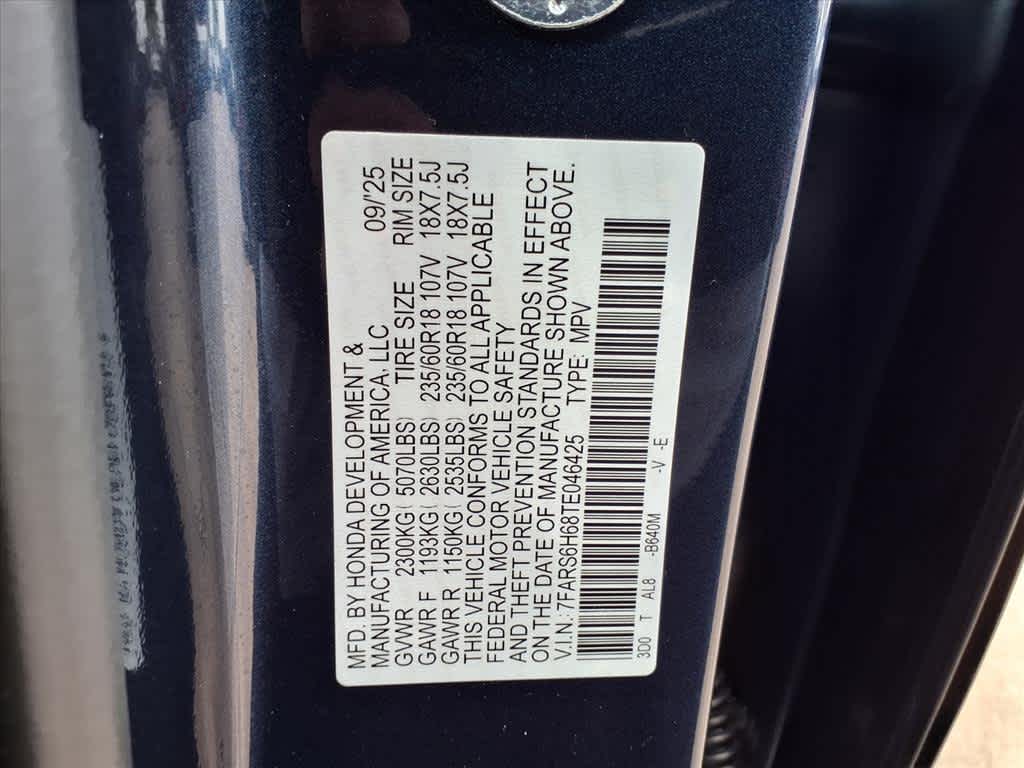 MFD. BY HONDA DEVELOPMENT &
MANUFACTURING OF AMERICA, LLC 09/'25
GVWR 2300KG( 5070LBS) TIRE SIZE RIM SIZE
GAWR F 1193KG( 2630LBS) 235/60R18 107V 18X7.5J
GAWR R 1150KG( 2535LBS) 235/60R18 107V 18X7.5J
THIS VEHICLE CONFORMS TO ALL APPLICABLE
FEDERAL MOTOR VEHICLE SAFETY
AND THEFT PREVENTION STANDARDS IN EFFECT
ON THE DATE OF MANUFACTURE SHOWN ABOVE.
V.I.N.: 7FARS6H68TE046425 TYPE: MPV
3D0 T AL8 -B640M -V -E